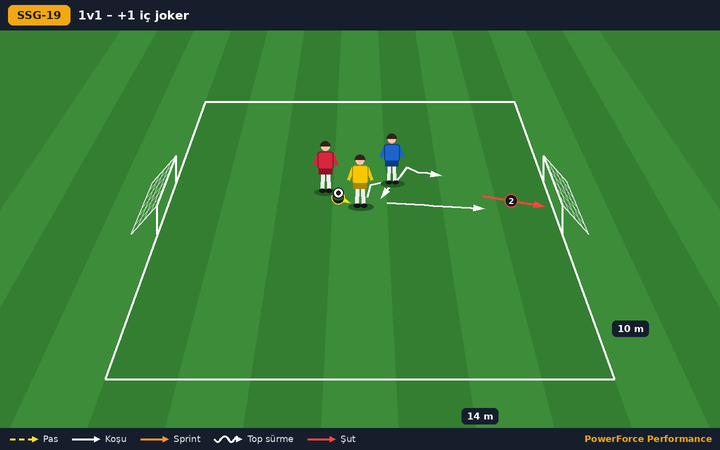 SSG-19 1v1 – +1 iç joker
2
10 m
14 m
Pas Koşu Sprint Top sürme Şut PowerForce Performance